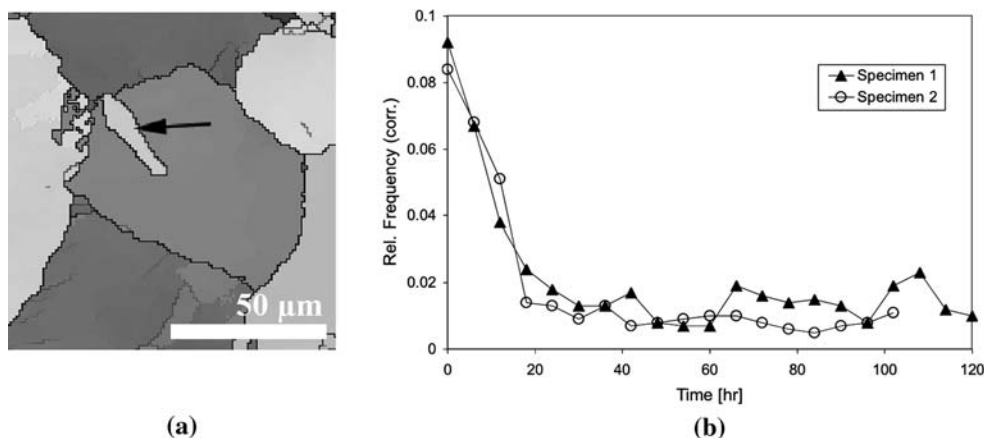 50 µm
(a)
0.1
0.08
0.06
0.04
0.02
0
Rel. Frequency (corr.)
Specimen 1
Specimen 2
0
20
40
60
80
100
120
Time [hr]
(b)